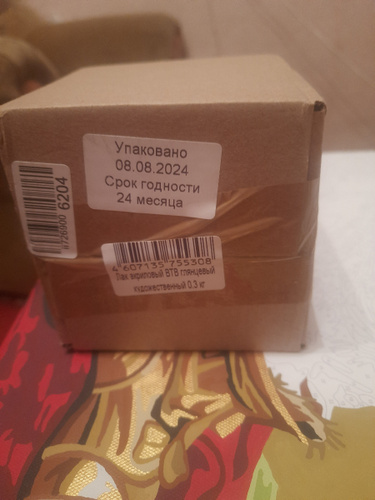 Упаковано
08.08.2024
Срок годности
24 месяца
8726900 6204
4 607135 755308
Лак акриловый ВТВ глянцевый
художественный 0,3 кг